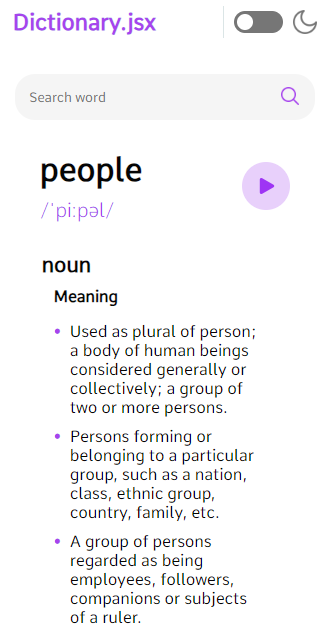 Dictionary.jsx
Search word
people
/ˈpiːpəl/
noun
Meaning
Used as plural of person;
a body of human beings
considered generally or
collectively; a group of
two or more persons.
Persons forming or
belonging to a particular
group, such as a nation,
class, ethnic group,
country, family, etc.
A group of persons
regarded as being
employees, followers,
companions or subjects
of a ruler.